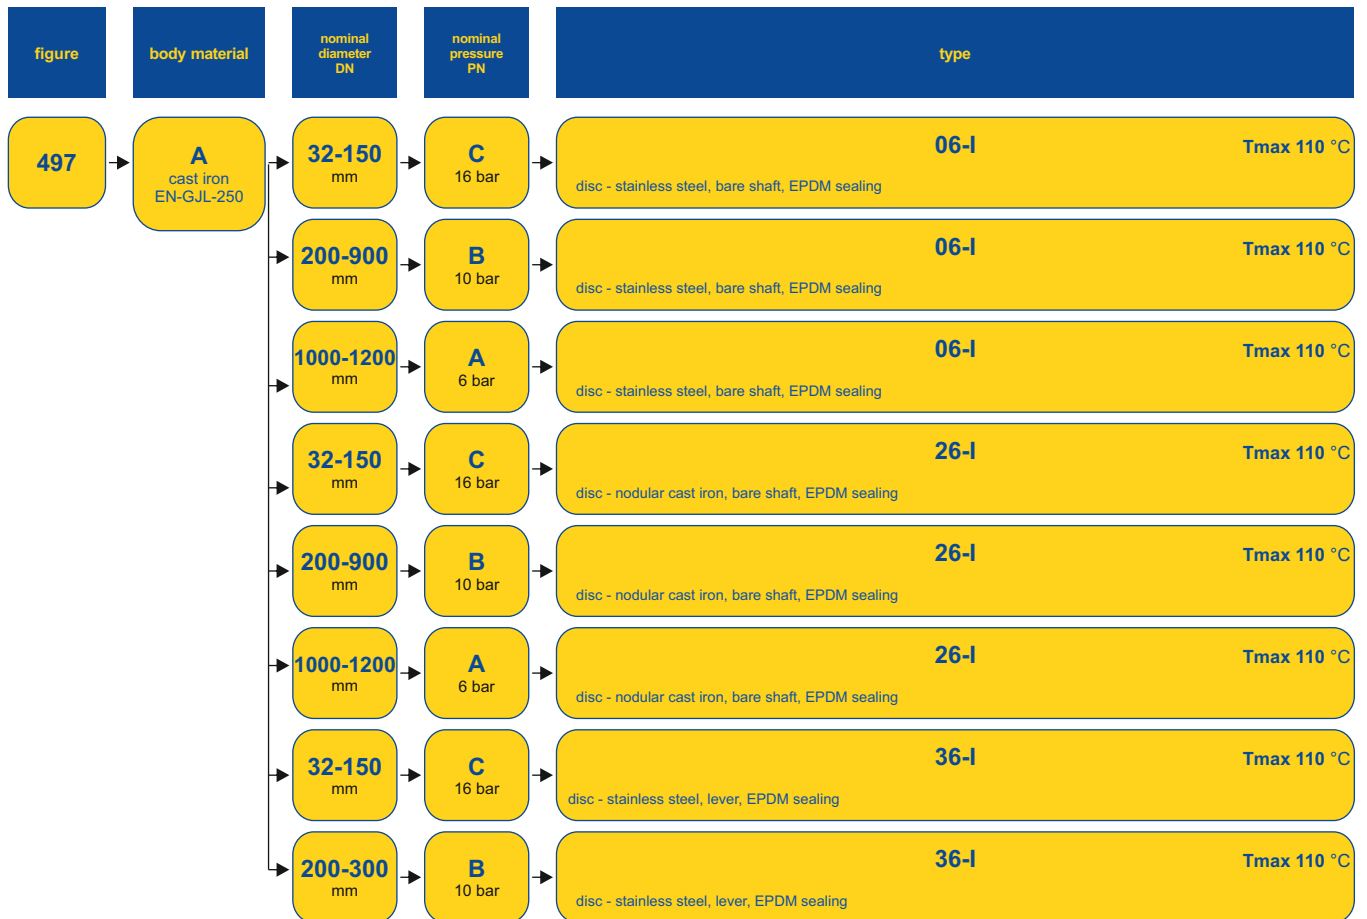 figure
body material
nominal
diameter
DN
nominal
pressure
PN
type
497
A
cast iron
EN-GJL-250
32-150
mm
C
16 bar
06-I
Tmax 110 °C
disc - stainless steel, bare shaft, EPDM sealing
200-900
mm
B
10 bar
06-I
Tmax 110 °C
disc - stainless steel, bare shaft, EPDM sealing
1000-1200
mm
A
6 bar
06-I
Tmax 110 °C
disc - stainless steel, bare shaft, EPDM sealing
32-150
mm
C
16 bar
26-I
Tmax 110 °C
disc - nodular cast iron, bare shaft, EPDM sealing
200-900
mm
B
10 bar
26-I
Tmax 110 °C
disc - nodular cast iron, bare shaft, EPDM sealing
1000-1200
mm
A
6 bar
26-I
Tmax 110 °C
disc - nodular cast iron, bare shaft, EPDM sealing
32-150
mm
C
16 bar
36-I
Tmax 110 °C
disc - stainless steel, lever, EPDM sealing
200-300
mm
B
10 bar
36-I
Tmax 110 °C
disc - stainless steel, lever, EPDM sealing